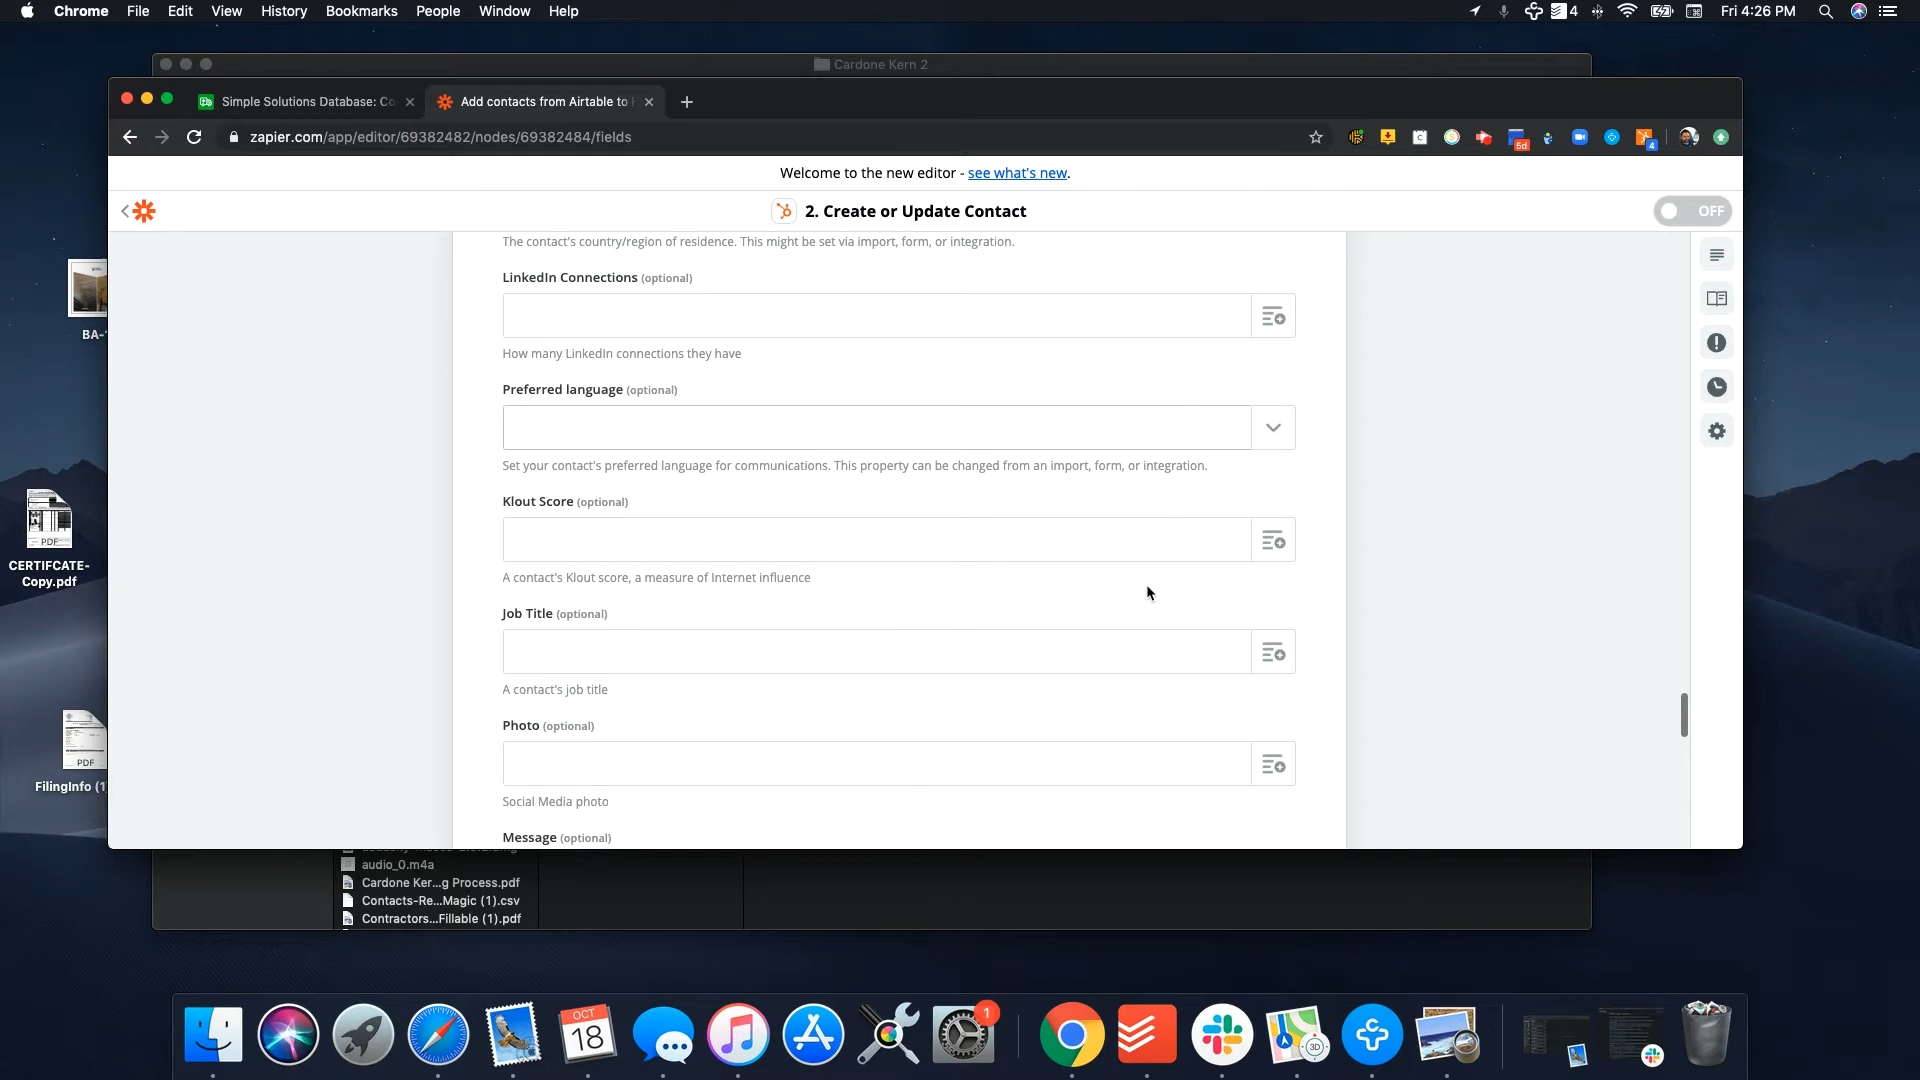 Chrome File Edit View History Bookmarks People Window Help
4 Fri 4:26 PM
Cardone Kern 2
Simple Solutions Database: Co
Add contacts from Airtable to H
zapier.com/app/editor/69382482/nodes/69382484/fields
6d
4
Welcome to the new editor - see what's new.
2. Create or Update Contact
OFF
The contact's country/region of residence. This might be set via import, form, or integration.
LinkedIn Connections (optional)
How many LinkedIn connections they have
Preferred language (optional)
Set your contact's preferred language for communications. This property can be changed from an import, form, or integration.
Klout Score (optional)
A contact's Klout score, a measure of Internet influence
Job Title (optional)
A contact's job title
Photo (optional)
Social Media photo
Message (optional)
BA-
PDF
CERTIFCATE-
Copy.pdf
PDF
FilingInfo (1)
audio_0.m4a
Cardone Ker...g Process.pdf
Contacts-Re...Magic (1).csv
Contractors...Fillable (1).pdf
OCT
18
1
3D